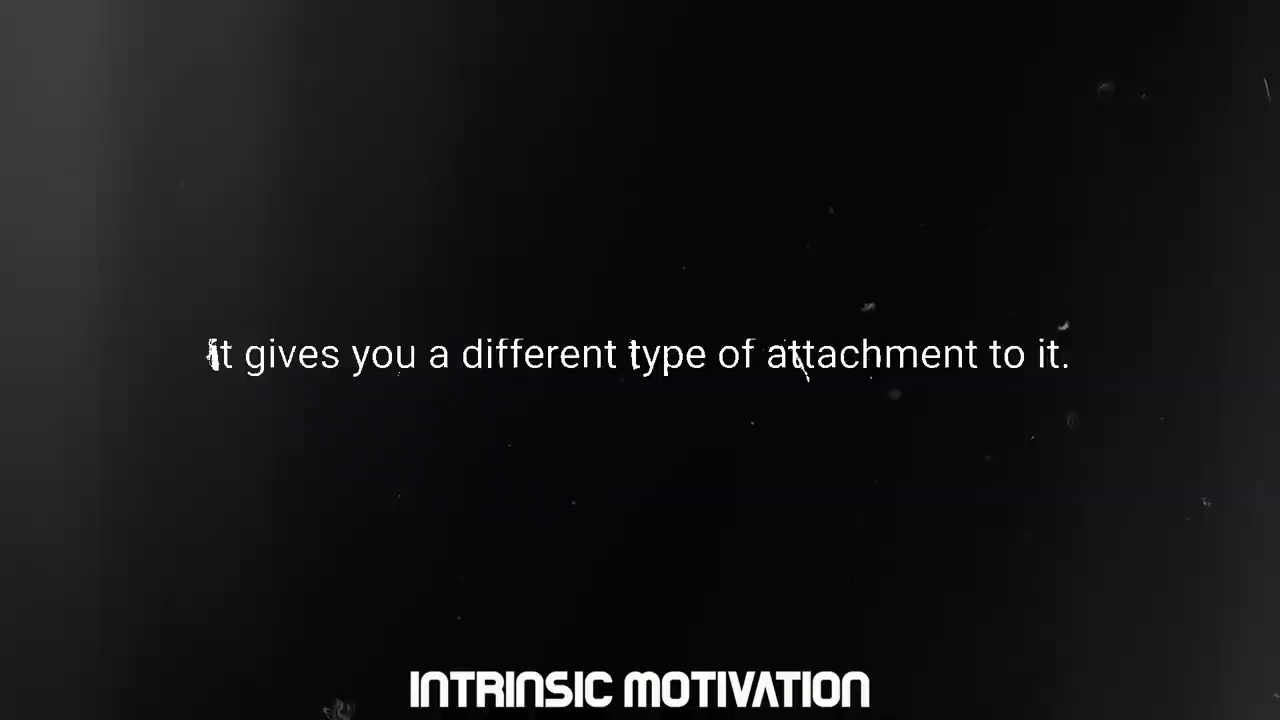 It gives you a different type of attachment to it.
INTRINSIC MOTIVATION